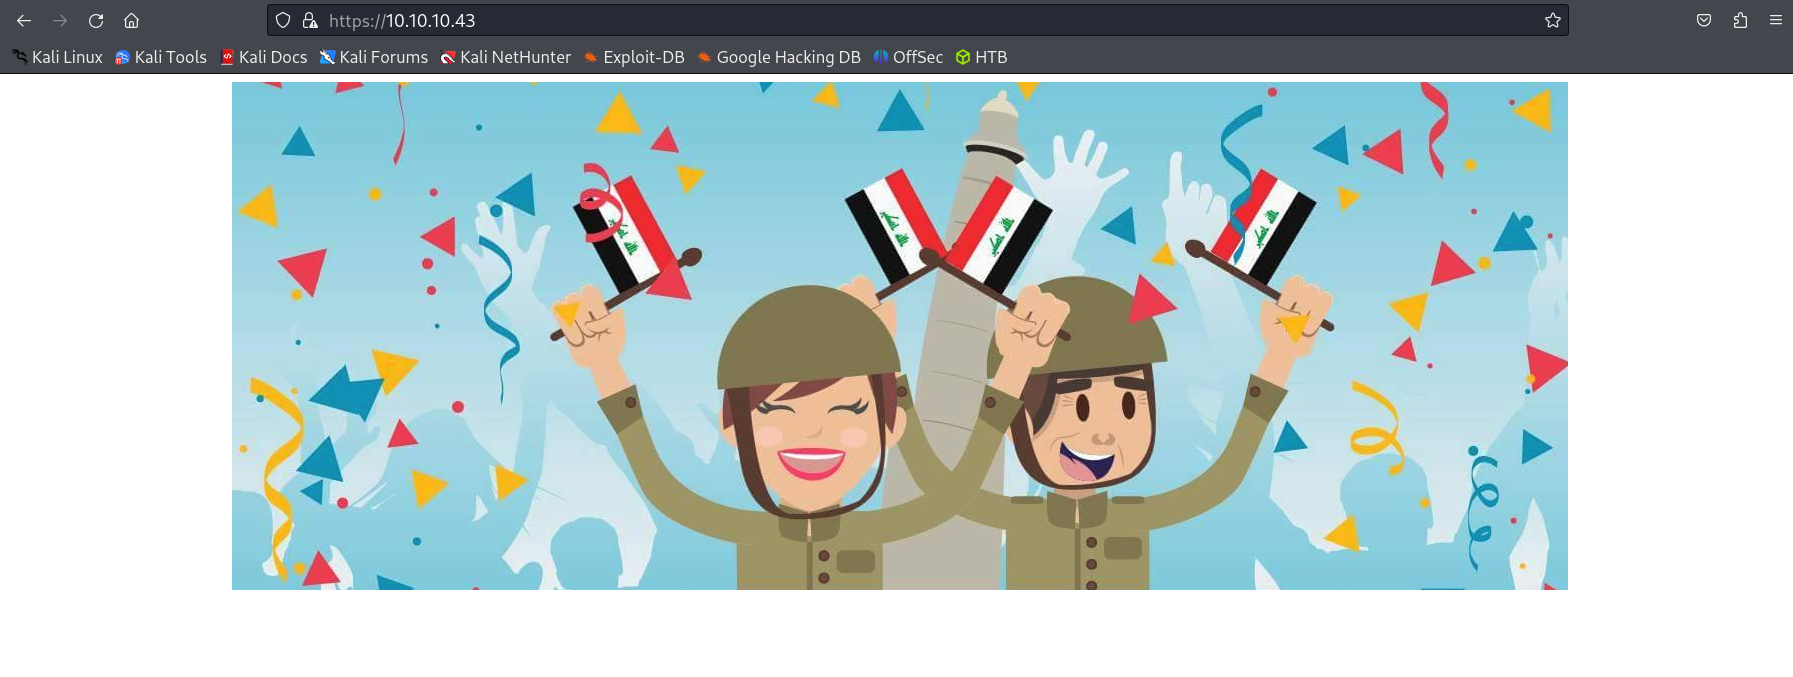 https://10.10.10.43
Kali Linux Kali Tools Kali Docs Kali Forums Kali NetHunter Exploit-DB Google Hacking DB OffSec HTB